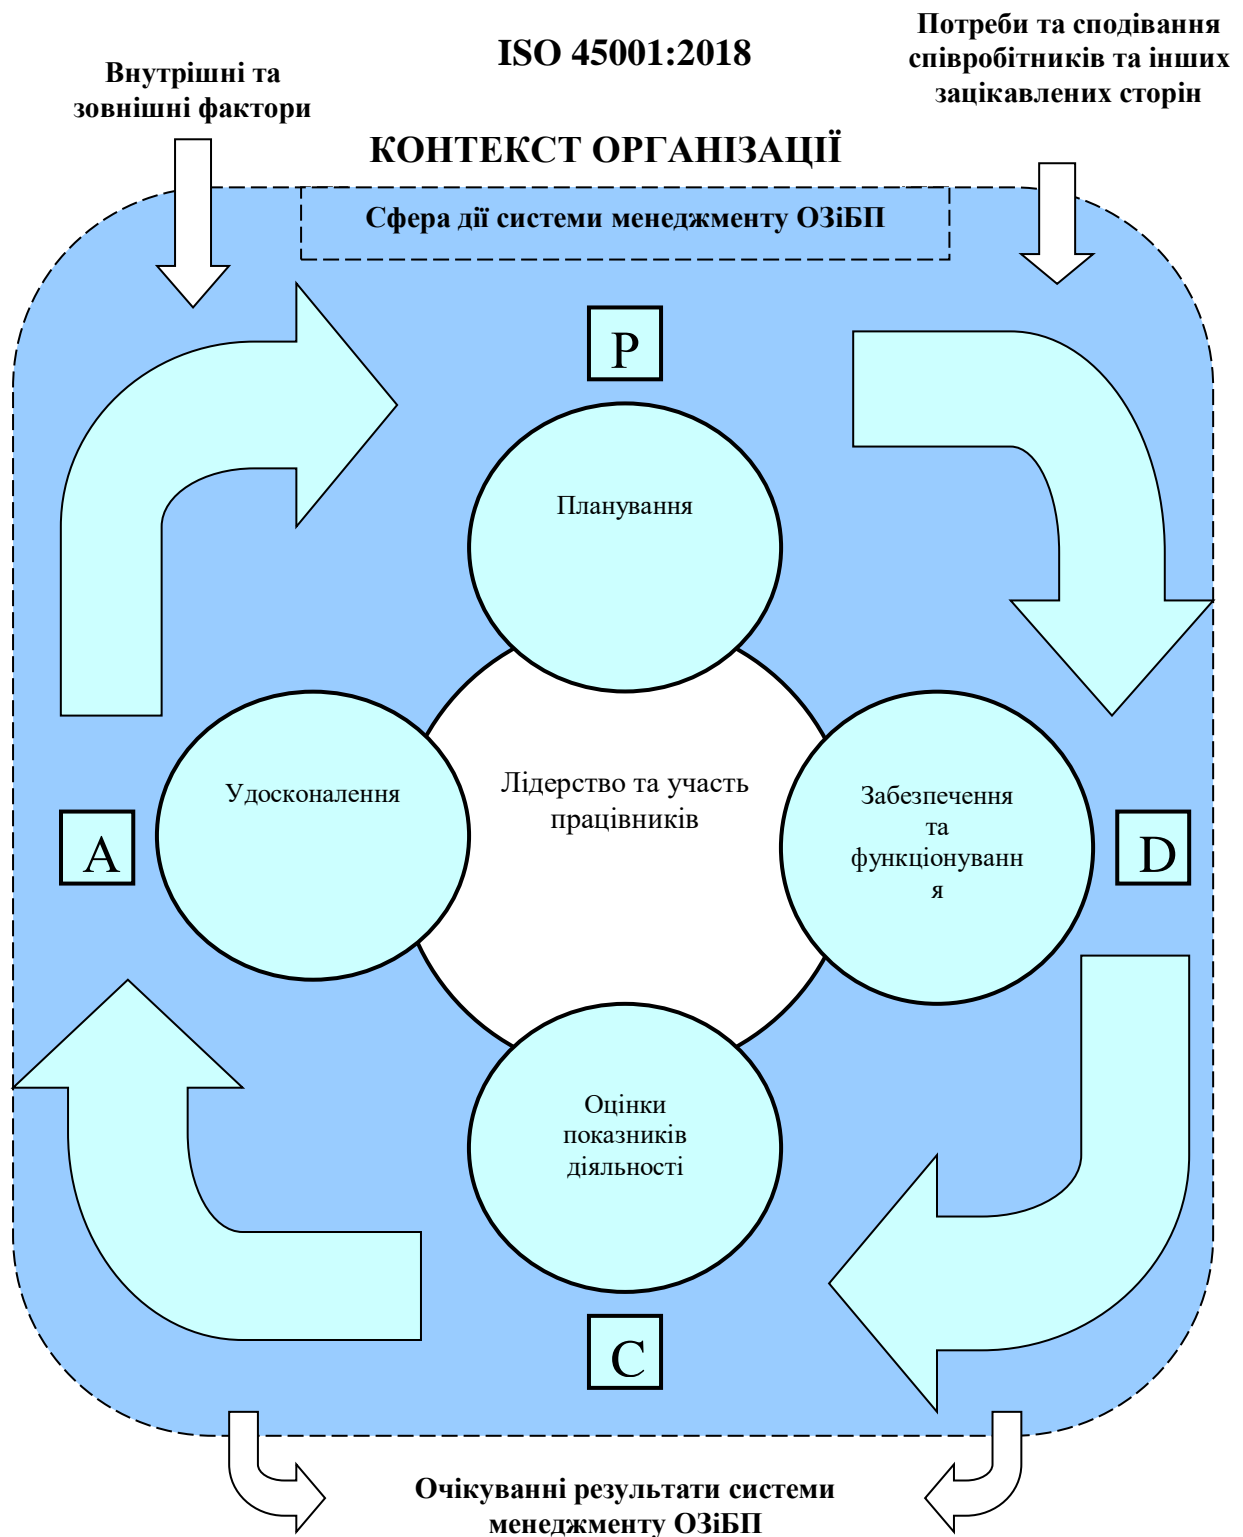 ISO 45001:2018
Внутрішні та
зовнішні фактори
Потреби та сподівання
співробітників та інших
зацікавлених сторін
КОНТЕКСТ ОРГАНІЗАЦІЇ
Сфера дії системи менеджменту ОЗіБП
P
Планування
Лідерство та участь
працівників
Удосконалення
A
Забезпечення
та
функціонуванн
я
D
Оцінки
показників
діяльності
C
Очікуванні результати системи
менеджменту ОЗіБП